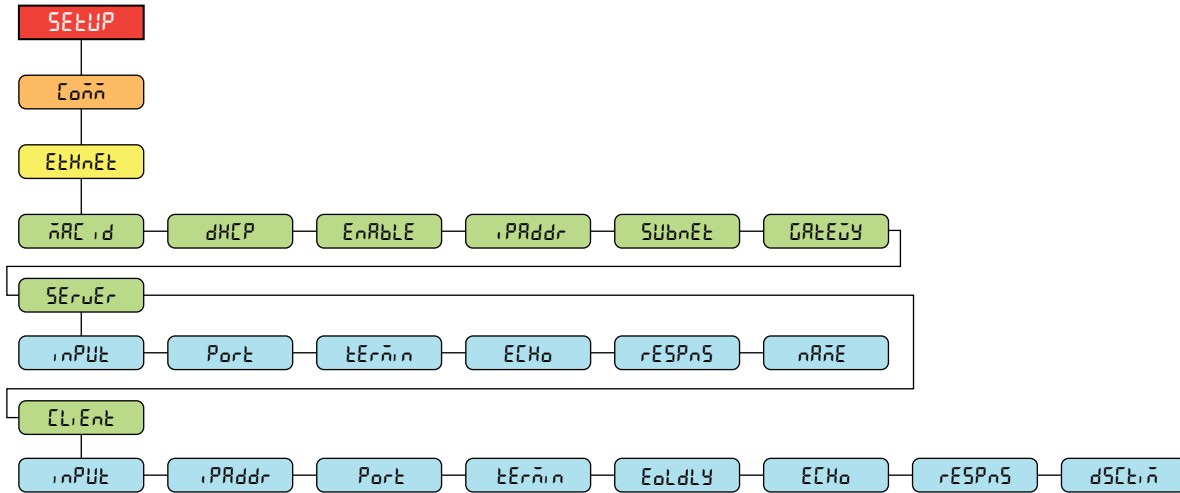 SEtUP
Comm
EtHnEt
mAC id
dHCP
EnAbLE
iPAddr
SUbnEt
GAtEwy
SErvEr
inPUt
Port
tErmin
ECHo
rESPnS
nAmE
CLiEnt
inPUt
iPAddr
Port
tErmin
EoLdLy
ECHo
rESPnS
dSCtim